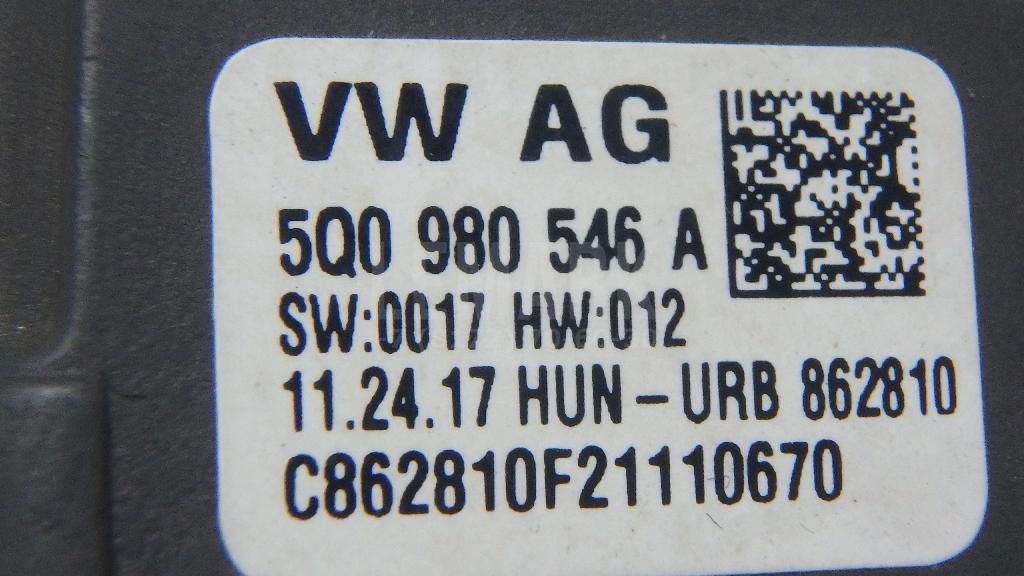 VW AG
5Q0 980 546 A
SW:0017 HW:012
11.24.17 HUN-URB 862810
C862810F21110670